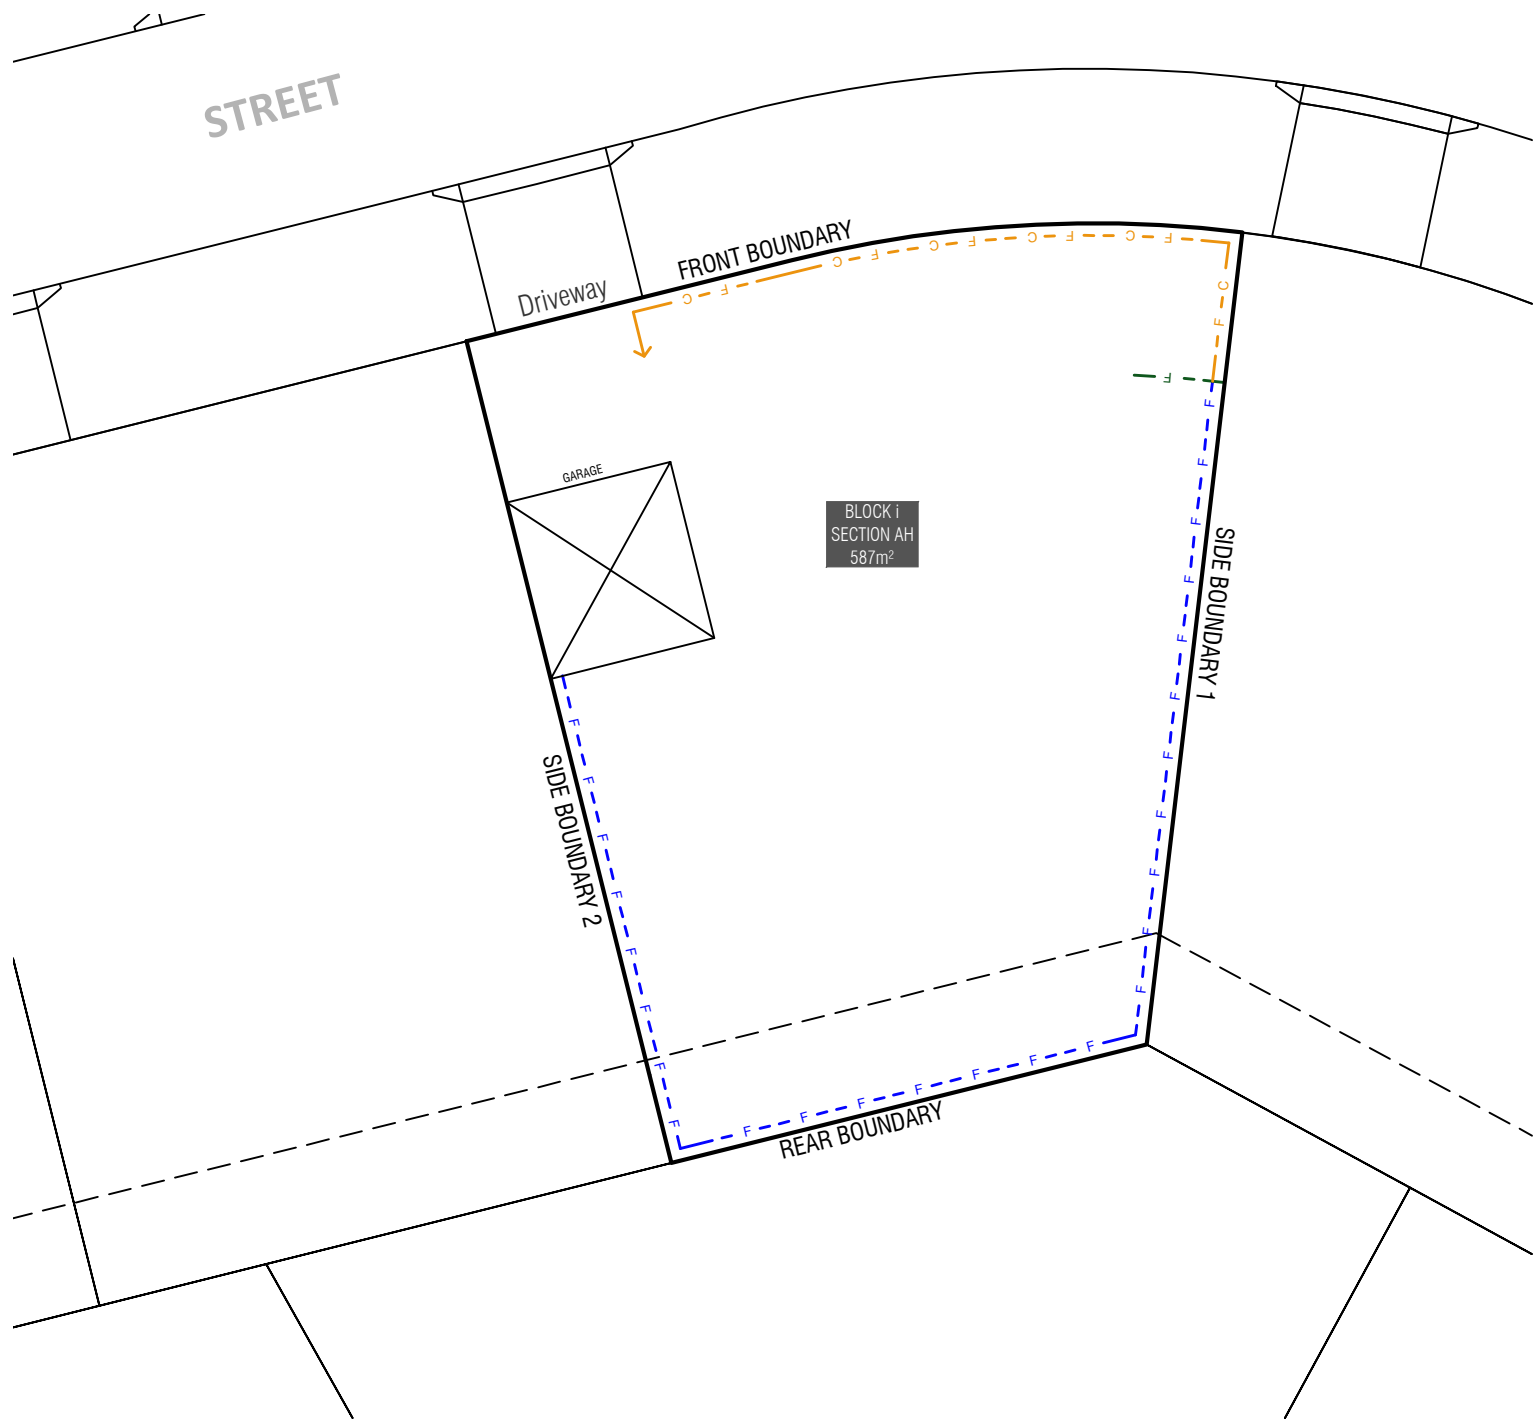 STREET
FRONT BOUNDARY
Driveway
C F C F C F C F C F
C F
F
GARAGE
BLOCK i
SECTION AH
587m²
SIDE BOUNDARY 1
F F F F F F F F F F F
SIDE BOUNDARY 2
F F F F F F F F
F F F F F F F
REAR BOUNDARY